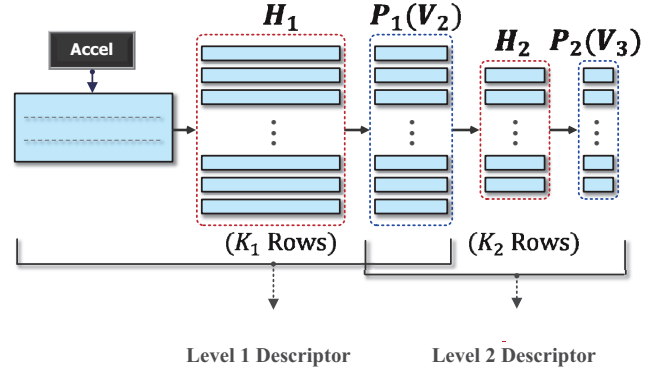 Accel
H₁
P₁(V₂)
H₂
P₂(V₃)
(K₁ Rows)
(K₂ Rows)
Level 1 Descriptor
Level 2 Descriptor